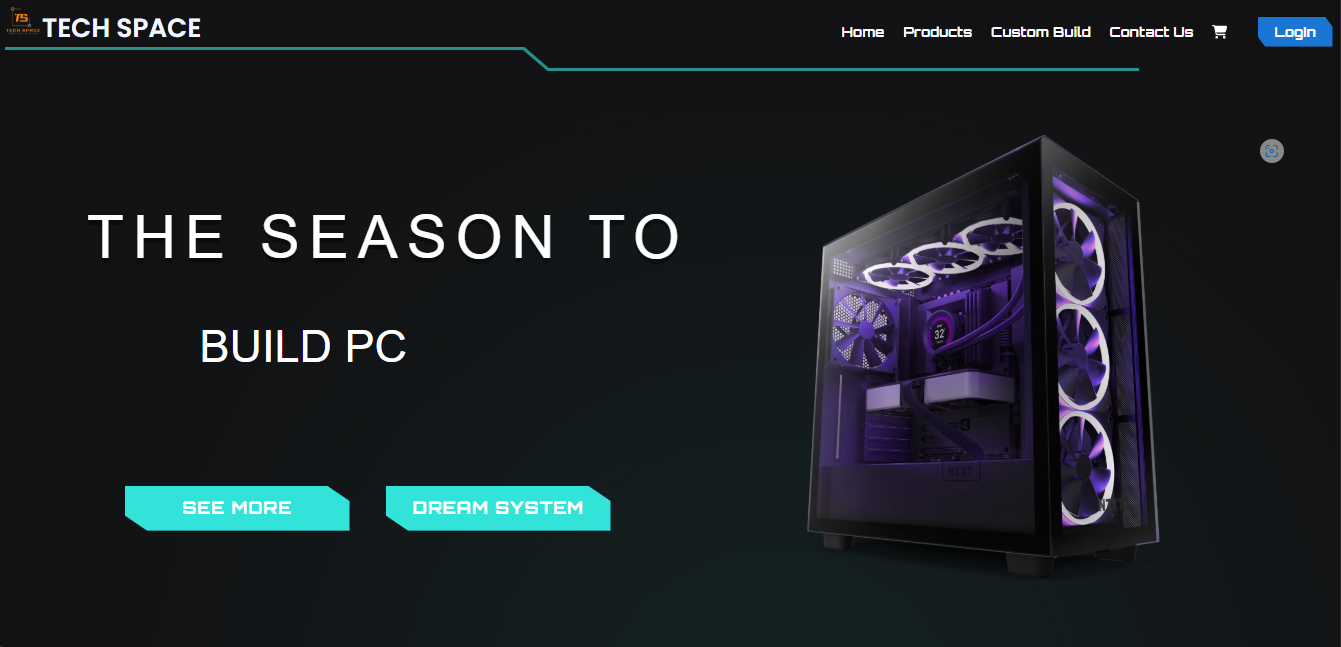 TS
TECH SPACE
TECH SPACE
Home Products Custom Build Contact Us Login
THE SEASON TO
BUILD PC
32°
NZXT
SEE MORE DREAM SYSTEM